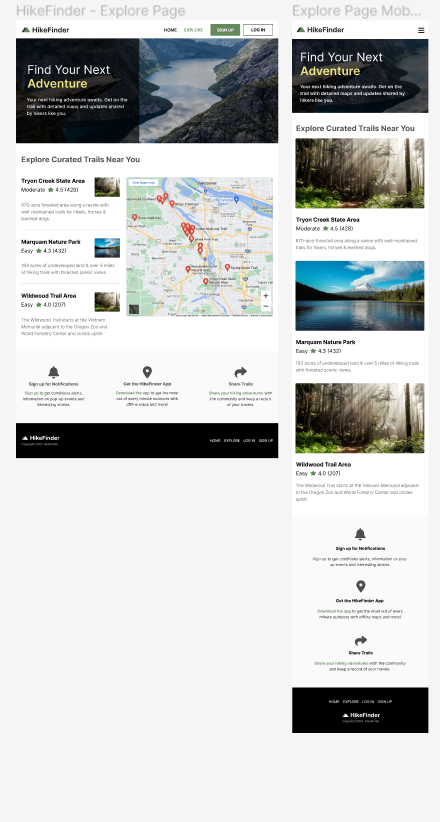 HikeFinder - Explore Page
HikeFinder
HOME EXPLORE SIGN UP LOG IN
Find Your Next
Adventure
Your next hiking adventure awaits. Get on the
trail with detailed maps and updates shared
by hikers like you.
Explore Curated Trails Near You
Tryon Creek State Area
Moderate 4.5 (428)
670-acre forested area along a ravine with
well-maintained trails for hikers, horses &
leashed dogs.
Marquam Nature Park
Easy 4.3 (432)
193 acres of undeveloped land & over 5 miles
of hiking trails with forested scenic views.
Wildwood Trail Area
Easy 4.0 (207)
The Wildwood Trail starts at the Vietnam
Memorial adjacent to the Oregon Zoo and
World Forestry Center and circles uphill.
View larger map
Vancouver
Sign up for Notifications
Sign up to get conditions alerts,
information on pop up events and
interesting stories.
Get the HikeFinder App
Download the app to get the most
out of every minute outdoors with
offline maps and more!
Share Trails
Share your hiking adventures with
the community and keep a record
of your travels.
HikeFinder
HOME EXPLORE LOG IN SIGN UP
Explore Page Mob...
HikeFinder
Find Your Next
Adventure
Your next hiking adventure awaits. Get on the
trail with detailed maps and updates shared by
hikers like you.
Explore Curated Trails Near You
Tryon Creek State Area
Moderate 4.5 (428)
670-acre forested area along a ravine with well-maintained
trails for hikers, horses & leashed dogs.
Marquam Nature Park
Easy 4.3 (432)
193 acres of undeveloped land & over 5 miles of hiking trails
with forested scenic views.
Wildwood Trail Area
Easy 4.0 (207)
The Wildwood Trail starts at the Vietnam Memorial adjacent
to the Oregon Zoo and World Forestry Center and circles
uphill.
Sign up for Notifications
Sign up to get conditions alerts, information on pop-
up events and interesting stories.
Get the HikeFinder App
Download the app to get the most out of every
minute outdoors with offline maps and more!
Share Trails
Share your hiking adventures with the community
and keep a record of your travels.
HOME EXPLORE LOG IN SIGN UP
HikeFinder